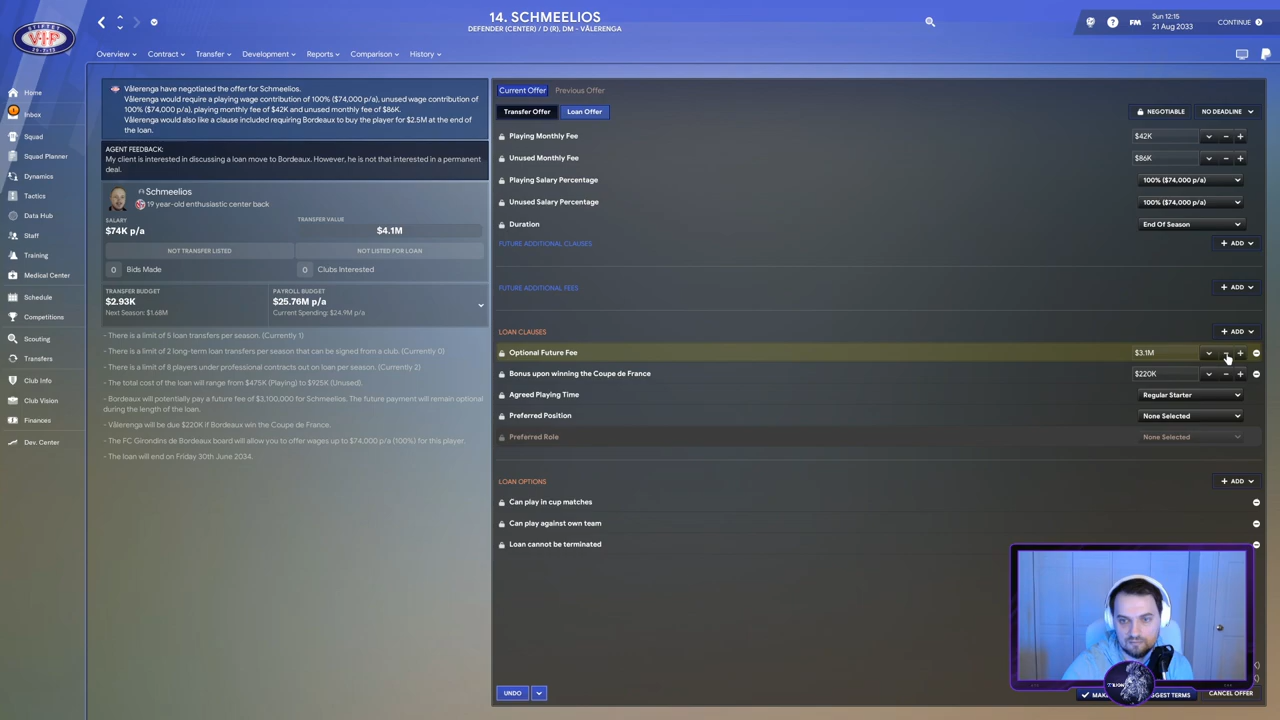 14. SCHMEELIOS
DEFENDER (CENTER) / D (R), DM - VÅLERENGA
Sun 12:15
21 Aug 2033
FM
CONTINUE
VIF
Overview
Contract
Transfer
Development
Reports
Comparison
History
Home
Inbox
Squad
Squad Planner
Dynamics
Tactics
Data Hub
Staff
Training
Medical Center
Schedule
Competitions
Scouting
Transfers
Club Info
Club Vision
Finances
Dev. Center
Vålerenga have negotiated the offer for Schmeelios.
Vålerenga would require a playing wage contribution of 100% ($74,000 p/a), unused wage contribution of
100% ($74,000 p/a), playing monthly fee of $42K and unused monthly fee of $86K.
Vålerenga would also like a clause included requiring Bordeaux to buy the player for $2.5M at the end of
the loan.
AGENT FEEDBACK:
My client is interested in discussing a loan move to Bordeaux. However, he is not that interested in a permanent
deal.
Schmeelios
19 year-old enthusiastic center back
SALARY
$74K p/a
TRANSFER VALUE
$4.1M
NOT TRANSFER LISTED
NOT LISTED FOR LOAN
0 Bids Made
0 Clubs Interested
TRANSFER BUDGET
$2.93K
Next Season: $1.68M
PAYROLL BUDGET
$25.76M p/a
Current Spending: $24.9M p/a
- There is a limit of 5 loan transfers per season. (Currently 1)
- There is a limit of 2 long-term loan transfers per season that can be signed from a club. (Currently 0)
- There is a limit of 8 players under professional contracts out on loan per season. (Currently 2)
- The total cost of the loan will range from $475K (Playing) to $925K (Unused).
- Bordeaux will potentially pay a future fee of $3,100,000 for Schmeelios. The future payment will remain optional
during the length of the loan.
- Vålerenga will be due $220K if Bordeaux win the Coupe de France.
- The FC Girondins de Bordeaux board will allow you to offer wages up to $74,000 p/a (100%) for this player.
- The loan will end on Friday 30th June 2034.
Current Offer
Previous Offer
Transfer Offer
Loan Offer
NEGOTIABLE
NO DEADLINE
Playing Monthly Fee
$42K
Unused Monthly Fee
$86K
Playing Salary Percentage
100% ($74,000 p/a)
Unused Salary Percentage
100% ($74,000 p/a)
Duration
End Of Season
FUTURE ADDITIONAL CLAUSES
+ ADD
FUTURE ADDITIONAL FEES
+ ADD
LOAN CLAUSES
+ ADD
Optional Future Fee
$3.1M
Bonus upon winning the Coupe de France
$220K
Agreed Playing Time
Regular Starter
Preferred Position
None Selected
Preferred Role
None Selected
LOAN OPTIONS
+ ADD
Can play in cup matches
Can play against own team
Loan cannot be terminated
UNDO
CANCEL OFFER